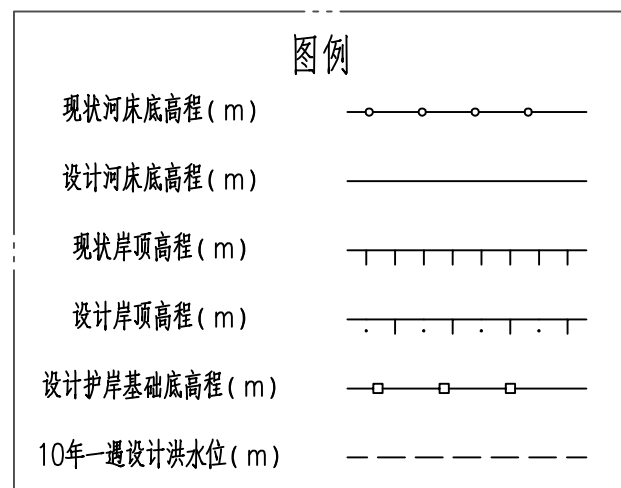 图例
现状河床底高程(m)
设计河床底高程(m)
现状岸顶高程(m)
设计岸顶高程(m)
设计护岸基础底高程(m)
10年一遇设计洪水位(m)